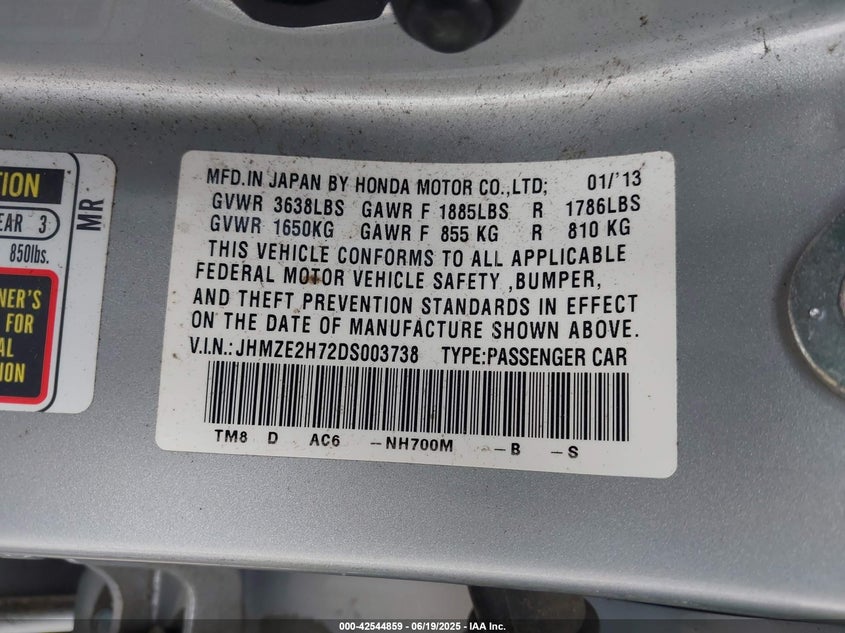 TION
EAR 3
850lbs.
NER'S
FOR
AL
ION
MR
MFD.IN JAPAN BY HONDA MOTOR CO.,LTD; 01/'13
GVWR 3638LBS GAWR F 1885LBS R 1786LBS
GVWR 1650KG GAWR F 855 KG R 810 KG
THIS VEHICLE CONFORMS TO ALL APPLICABLE
FEDERAL MOTOR VEHICLE SAFETY ,BUMPER,
AND THEFT PREVENTION STANDARDS IN EFFECT
ON THE DATE OF MANUFACTURE SHOWN ABOVE.
V.I.N.: JHMZE2H72DS003738 TYPE:PASSENGER CAR
TM8 D AC6 -NH700M -B -S
000-42544859 - 06/19/2025 - IAA Inc.